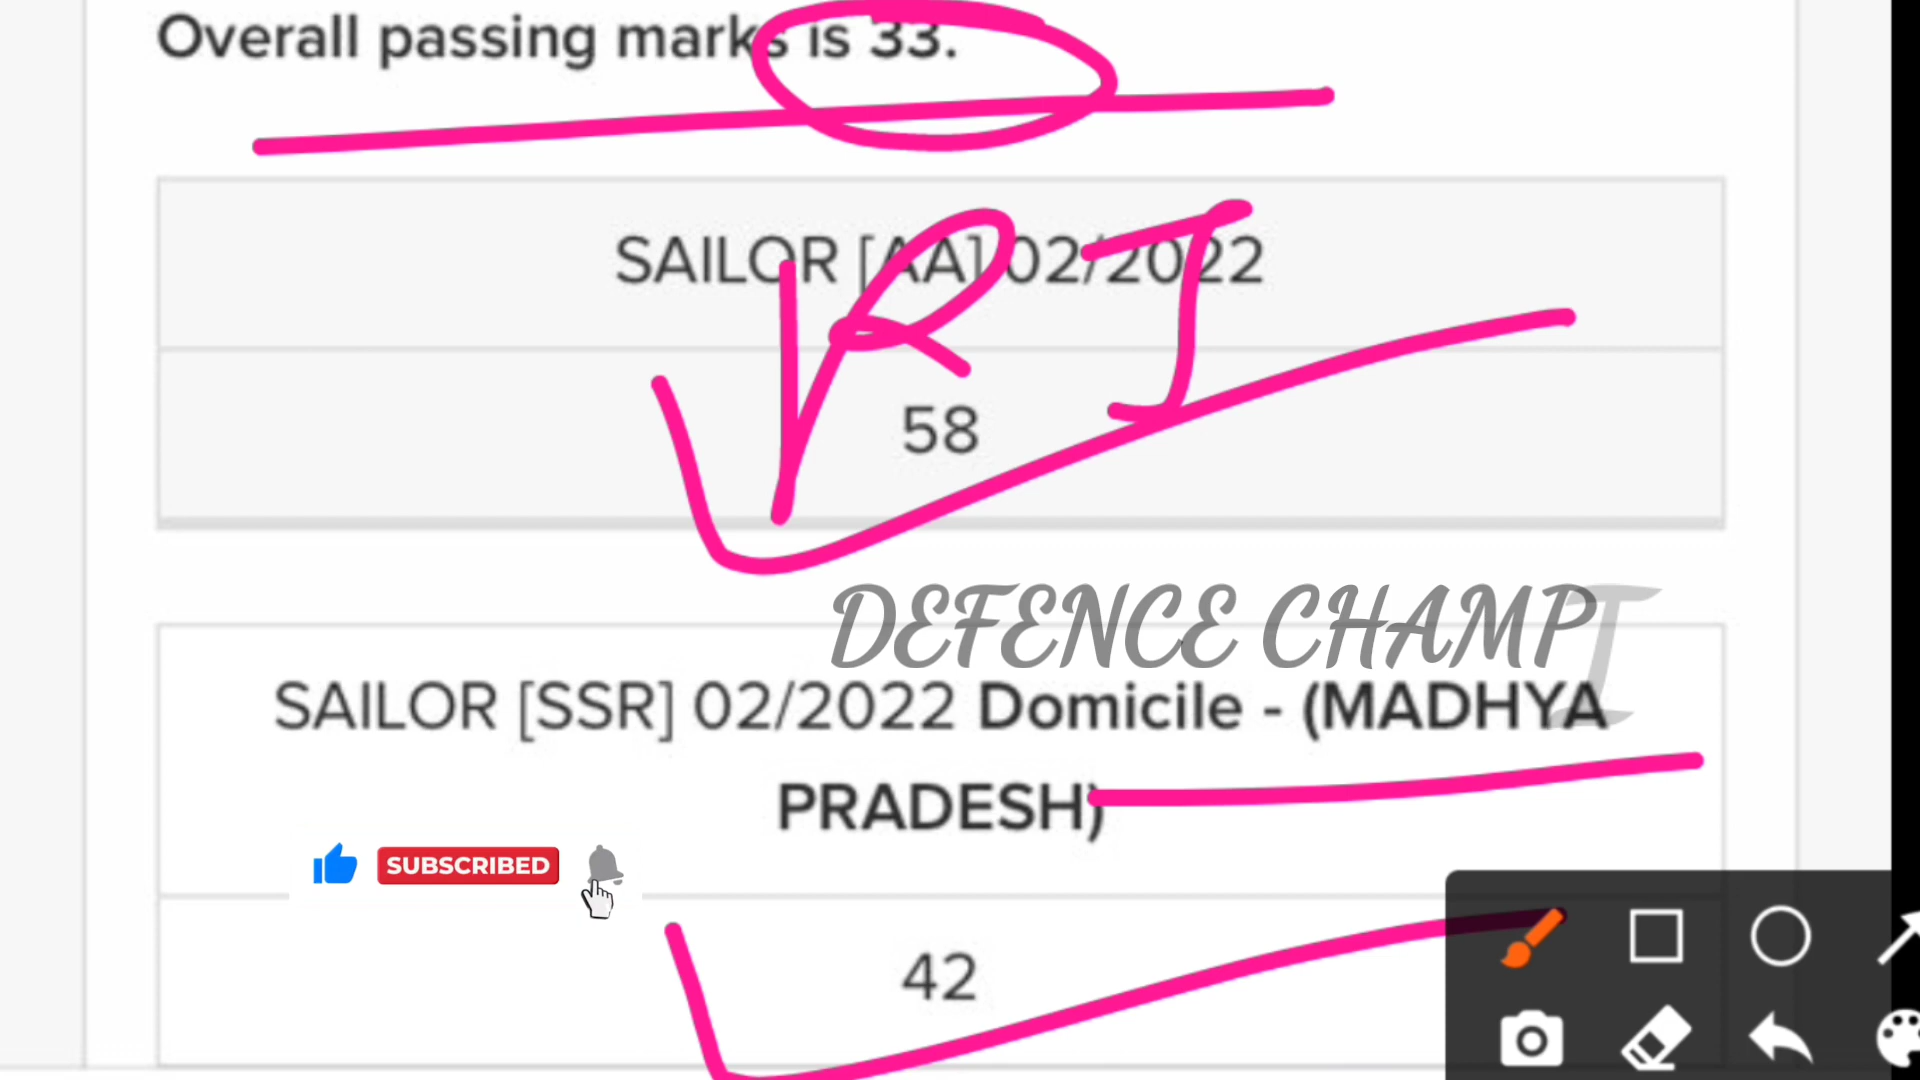 Overall passing marks is 33.
SAILOR [AA] 02/2022
RI
58
DEFENCE CHAMP
SAILOR [SSR] 02/2022 Domicile - (MADHYA
PRADESH)
SUBSCRIBED
42